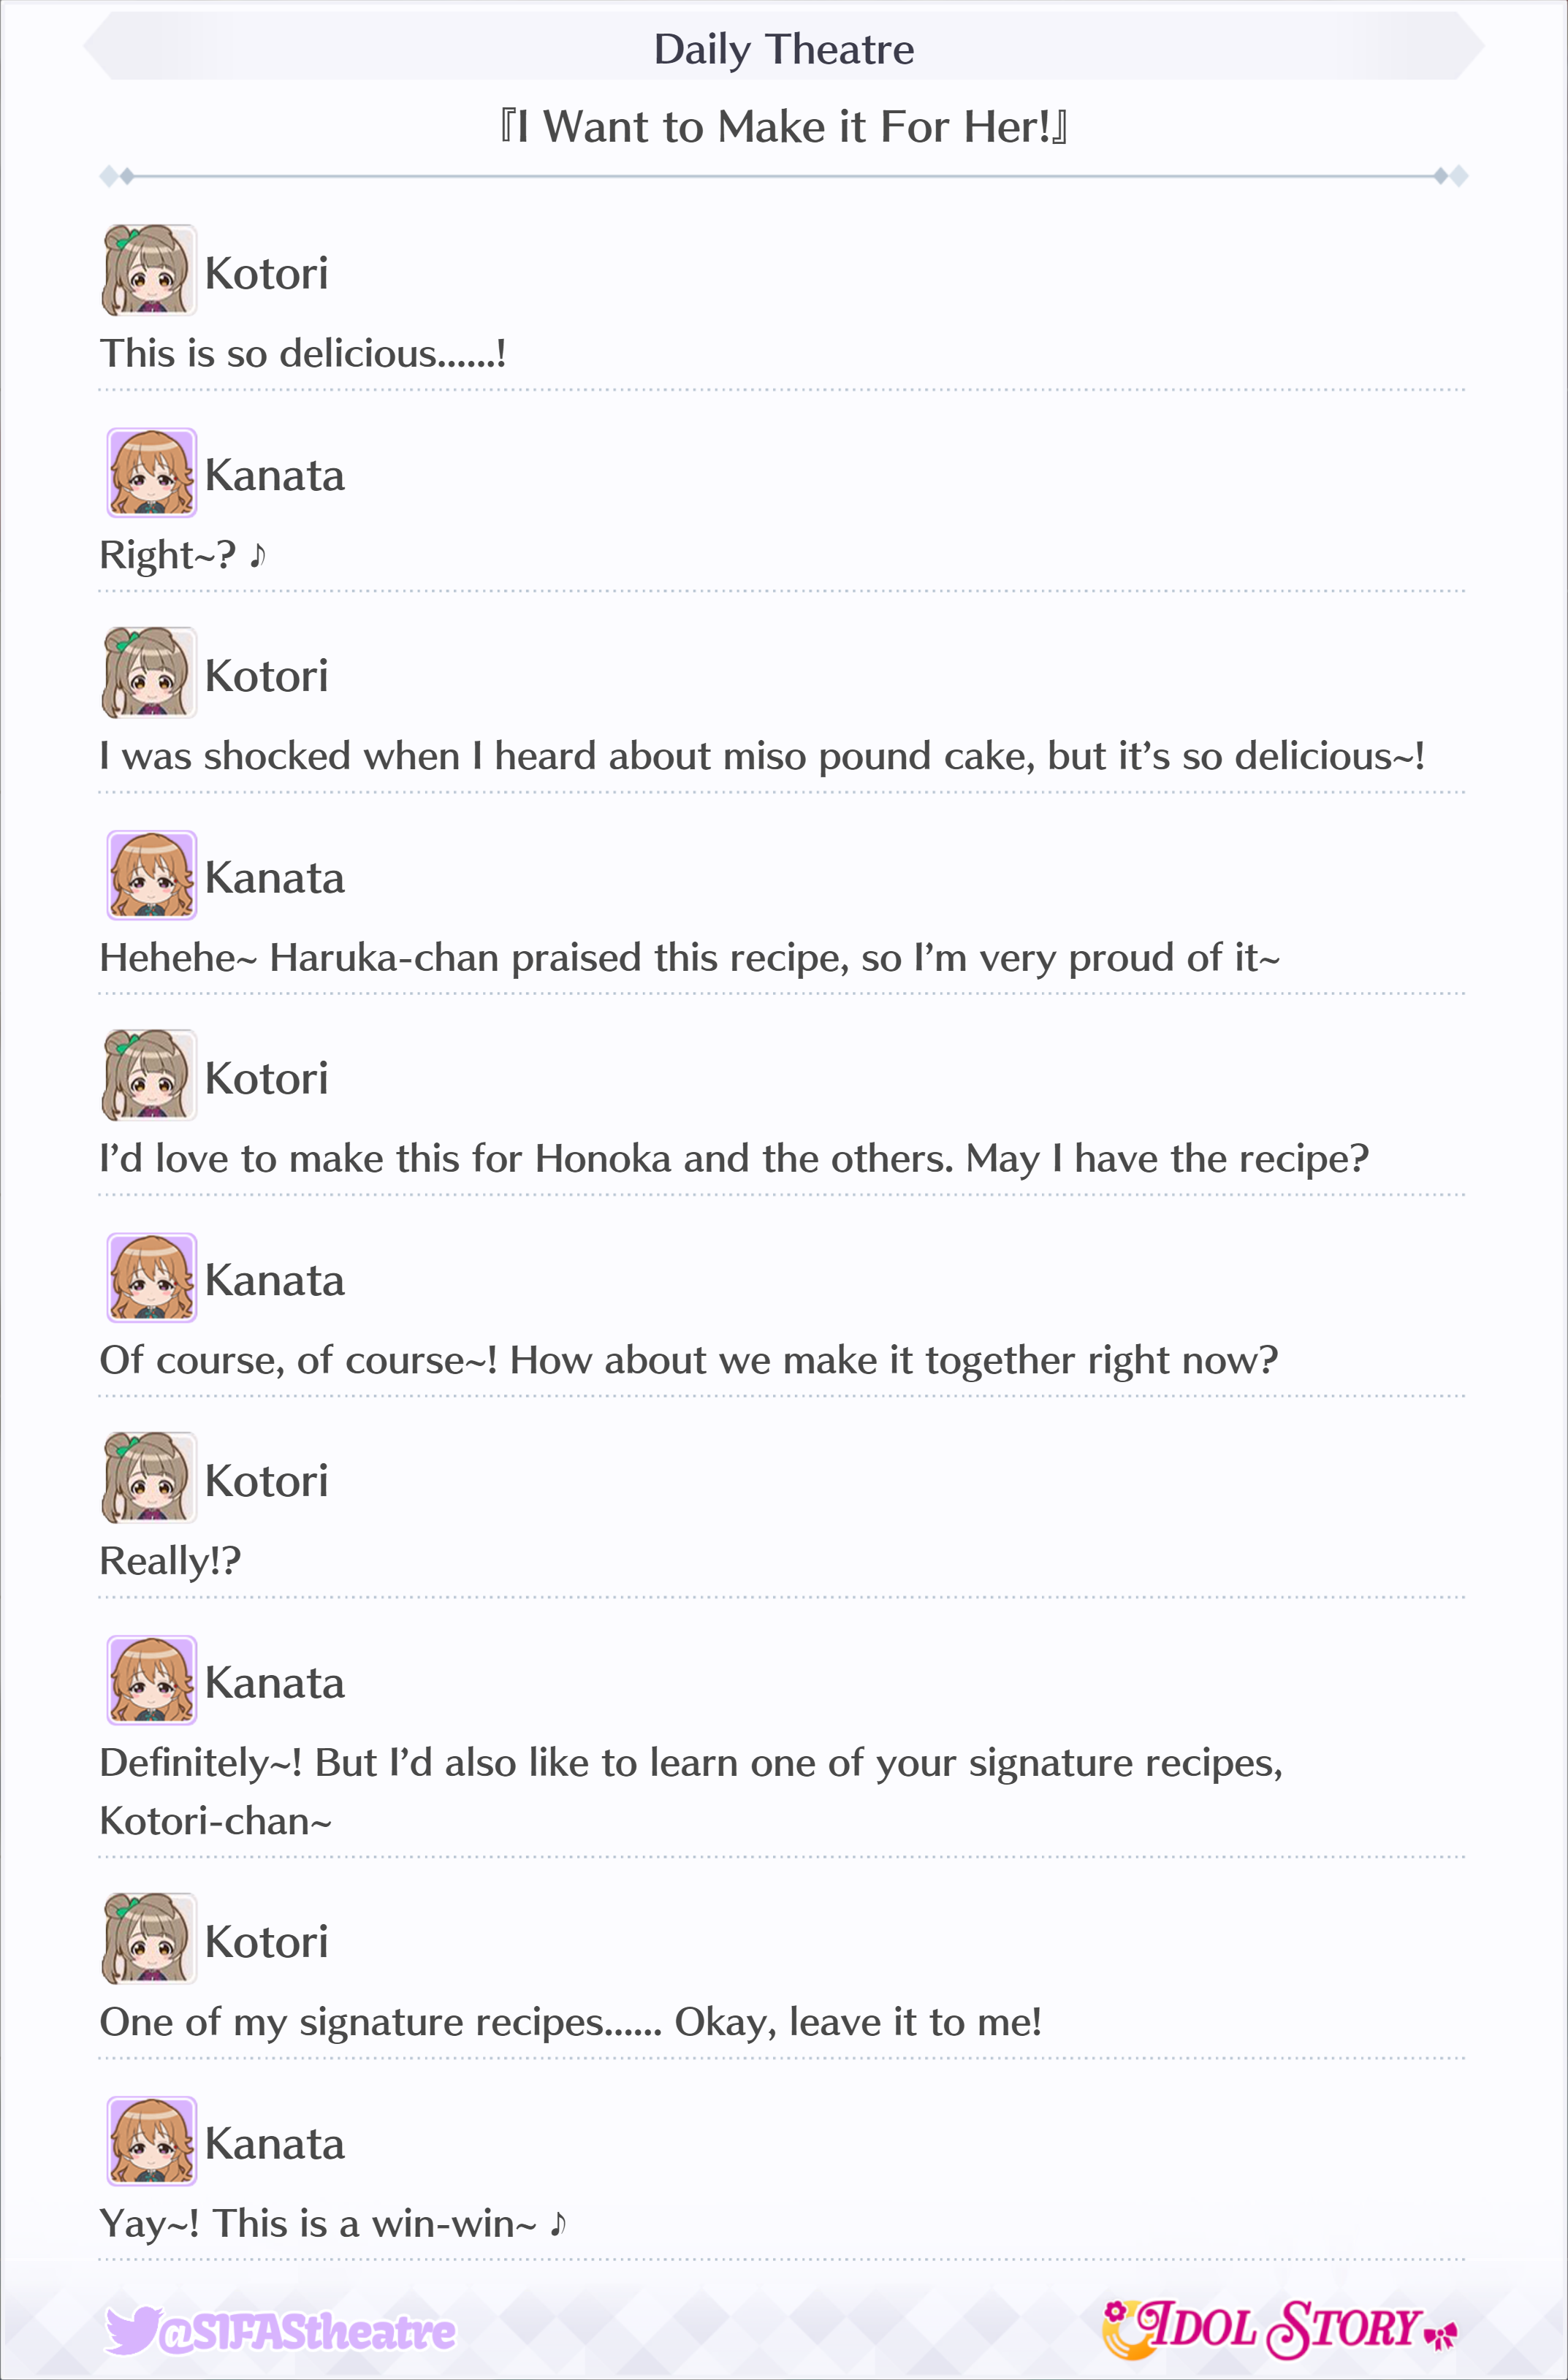 Daily Theatre
『I Want to Make it For Her!』
Kotori
This is so delicious......!
Kanata
Right~? ♪
Kotori
I was shocked when I heard about miso pound cake, but it’s so delicious~!
Kanata
Hehehe~ Haruka-chan praised this recipe, so I’m very proud of it~
Kotori
I’d love to make this for Honoka and the others. May I have the recipe?
Kanata
Of course, of course~! How about we make it together right now?
Kotori
Really!?
Kanata
Definitely~! But I’d also like to learn one of your signature recipes,
Kotori-chan~
Kotori
One of my signature recipes...... Okay, leave it to me!
Kanata
Yay~! This is a win-win~ ♪
@SIFAStheatre
IDOL STORY